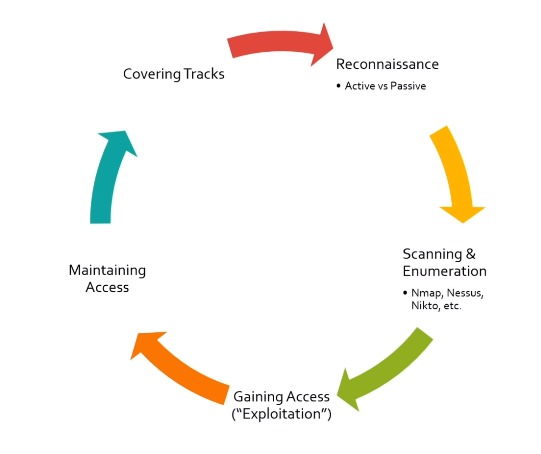 Reconnaissance
• Active vs Passive
Scanning &
Enumeration
• Nmap, Nessus,
Nikto, etc.
Gaining Access
(“Exploitation”)
Maintaining
Access
Covering Tracks